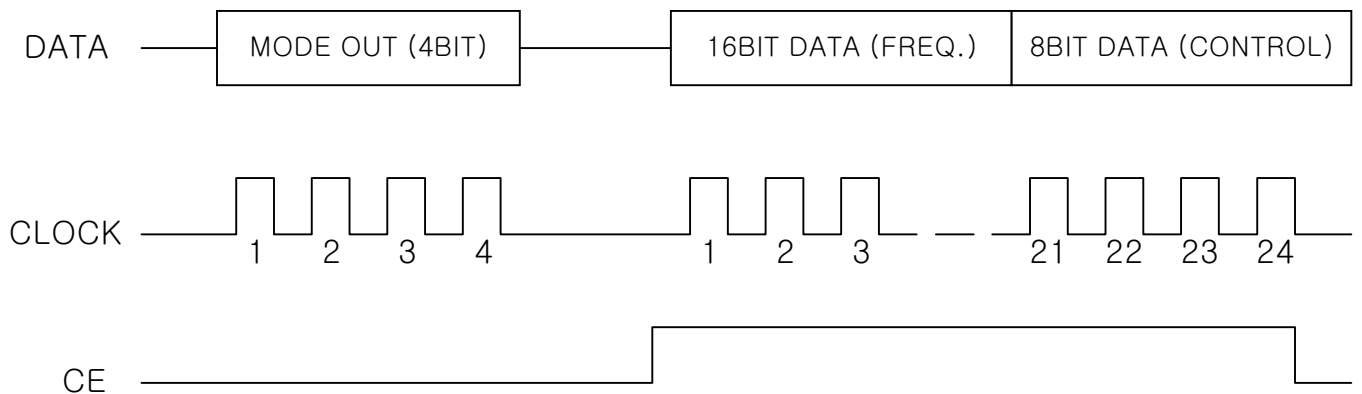 DATA MODE OUT (4BIT) 16BIT DATA (FREQ.) 8BIT DATA (CONTROL)
CLOCK 1 2 3 4 1 2 3 21 22 23 24
CE